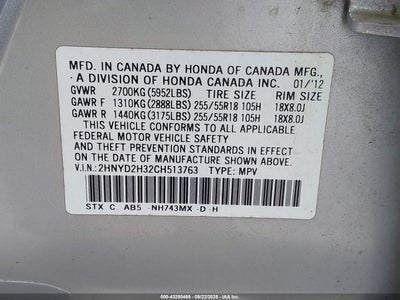 MFD. IN CANADA BY HONDA OF CANADA MFG.,
A DIVISION OF HONDA CANADA INC. 01/'12
GVWR 2700KG (5952LBS) TIRE SIZE RIM SIZE
GAWR F 1310KG (2888LBS) 255/55R18 105H 18X8.0J
GAWR R 1440KG (3175LBS) 255/55R18 105H 18X8.0J
THIS VEHICLE CONFORMS TO ALL APPLICABLE
FEDERAL MOTOR VEHICLE SAFETY
AND THEFT PREVENTION STANDARDS IN EFFECT
ON THE DATE OF MANUFACTURE SHOWN ABOVE.
V.I.N.: 2HNYD2H32CH513763 TYPE: MPV
STX C AB5 -NH743MX -D -H
000-43280469 - (09/23/2025) - IAA